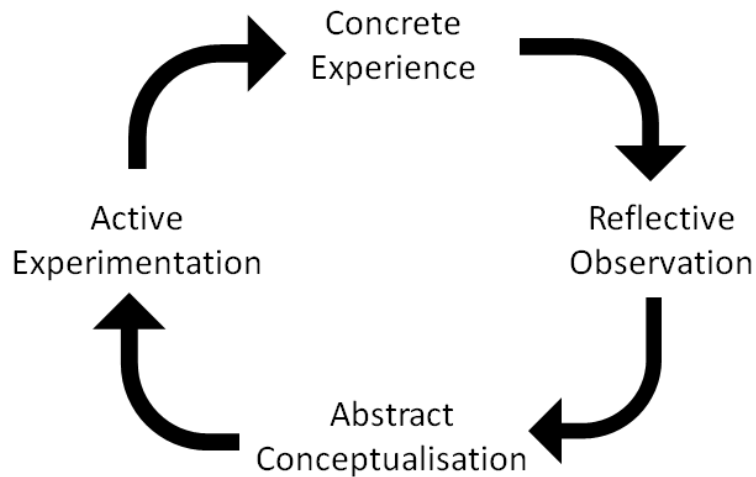 Concrete
Experience
Reflective
Observation
Abstract
Conceptualisation
Active
Experimentation